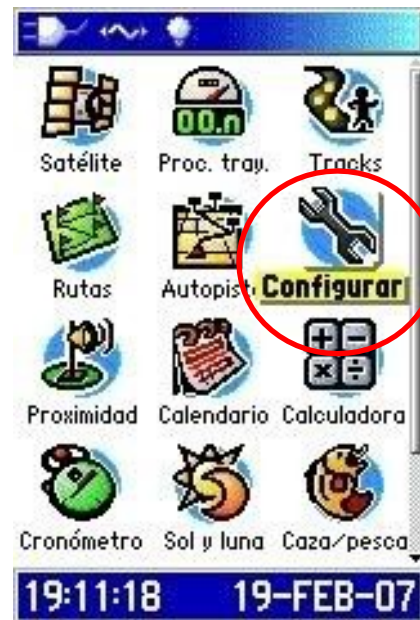 00.n
Satélite Proc. tray. Tracks
Rutas Autopist Configurar
Proximidad Calendario Calculadora
Cronómetro Sol y luna Caza/pesca
19:11:18 19-FEB-07